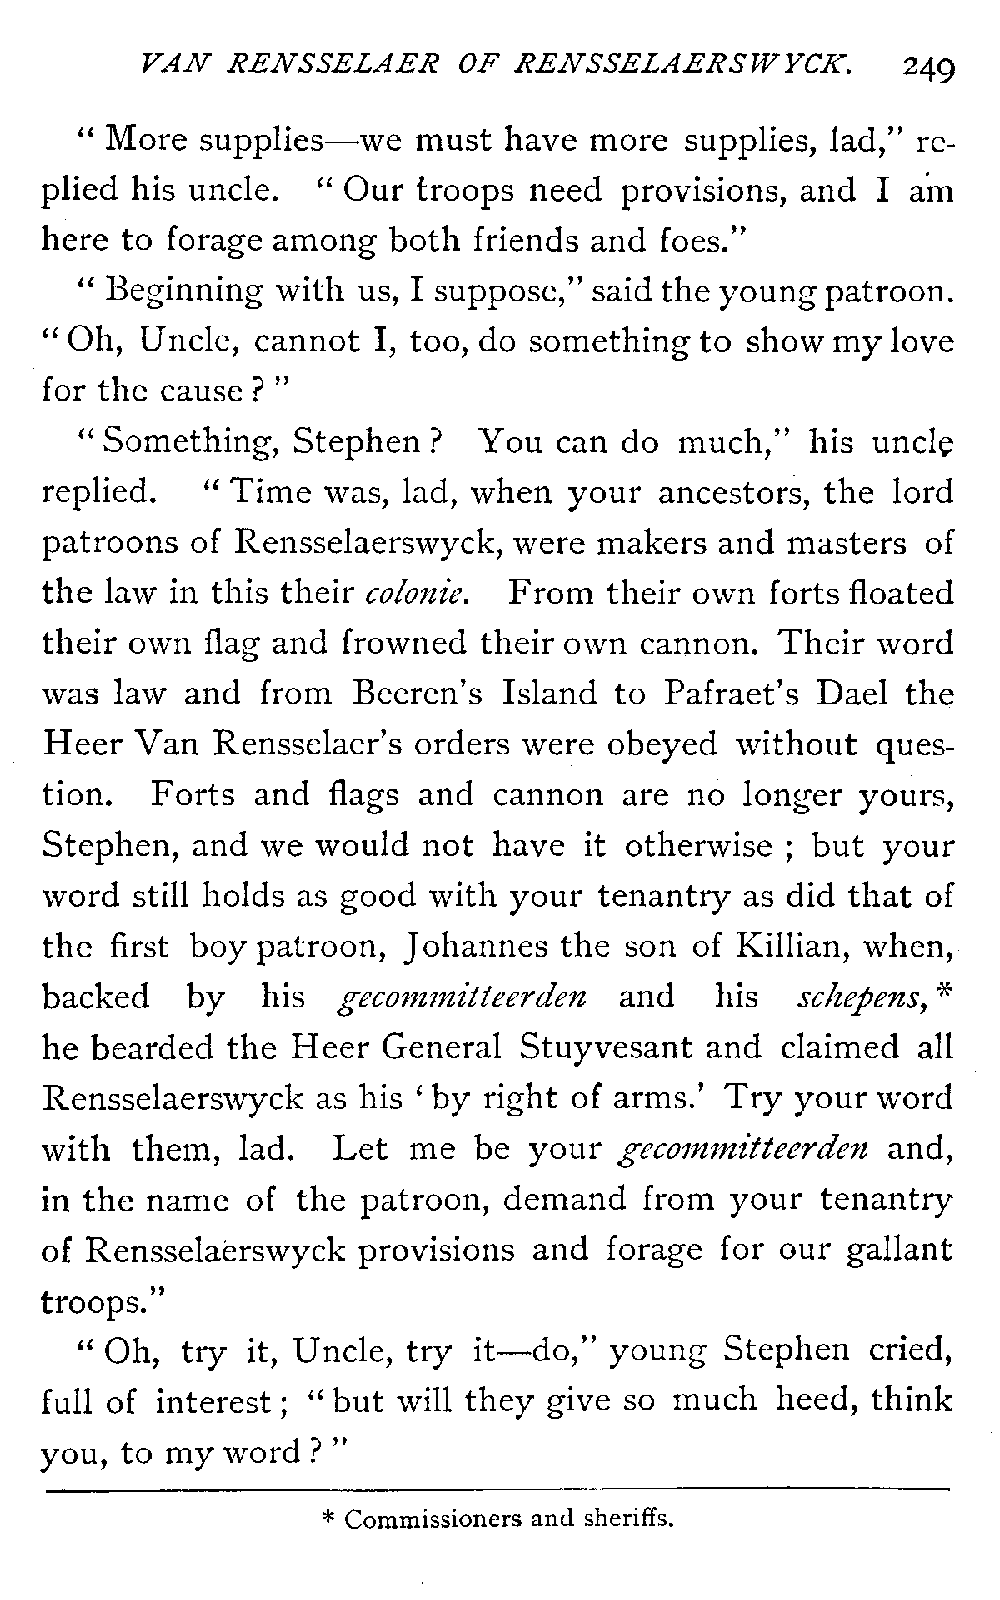 VAN RENSSELAER OF RENSSELAERSWYCK. 249
“ More supplies—we must have more supplies, lad,” re-
plied his uncle. “ Our troops need provisions, and I am
here to forage among both friends and foes.”
“ Beginning with us, I suppose,” said the young patroon.
“ Oh, Uncle, cannot I, too, do something to show my love
for the cause ? ”
“ Something, Stephen ? You can do much,” his uncle
replied. “ Time was, lad, when your ancestors, the lord
patroons of Rensselaerswyck, were makers and masters of
the law in this their colonie. From their own forts floated
their own flag and frowned their own cannon. Their word
was law and from Beeren’s Island to Pafraet’s Dael the
Heer Van Rensselaer’s orders were obeyed without ques-
tion. Forts and flags and cannon are no longer yours,
Stephen, and we would not have it otherwise ; but your
word still holds as good with your tenantry as did that of
the first boy patroon, Johannes the son of Killian, when,
backed by his gecommitteerden and his schepens, *
he bearded the Heer General Stuyvesant and claimed all
Rensselaerswyck as his ‘ by right of arms.’ Try your word
with them, lad. Let me be your gecommitteerden and,
in the name of the patroon, demand from your tenantry
of Rensselaerswyck provisions and forage for our gallant
troops.”
“ Oh, try it, Uncle, try it—do,” young Stephen cried,
full of interest ; “ but will they give so much heed, think
you, to my word ? ”
* Commissioners and sheriffs.